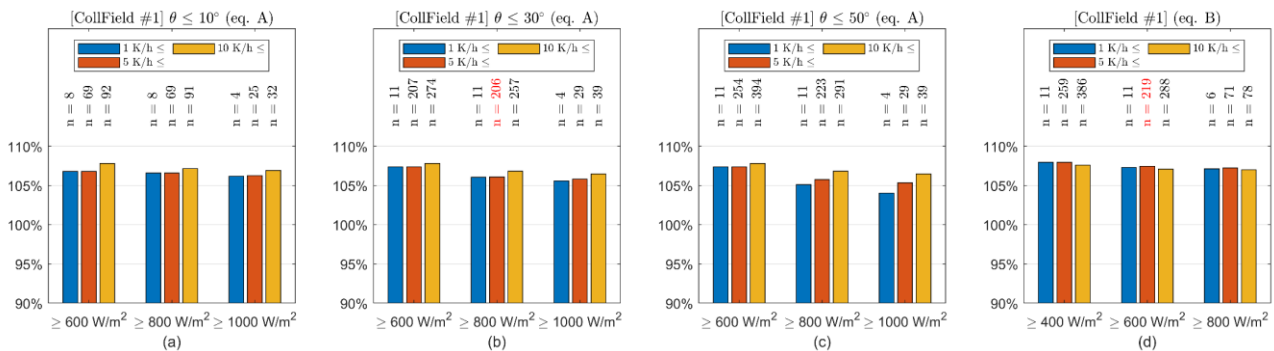 [CollField #1] θ ≤ 10° (eq. A)
1 K/h ≤ 10 K/h ≤
5 K/h ≤
n = 8
n = 69
n = 92
n = 8
n = 69
n = 91
n = 4
n = 25
n = 32
110%
105%
100%
95%
90%
≥ 600 W/m² ≥ 800 W/m² ≥ 1000 W/m²
(a)
[CollField #1] θ ≤ 30° (eq. A)
1 K/h ≤ 10 K/h ≤
5 K/h ≤
n = 11
n = 207
n = 274
n = 11
n = 206
n = 257
n = 4
n = 29
n = 39
110%
105%
100%
95%
90%
≥ 600 W/m² ≥ 800 W/m² ≥ 1000 W/m²
(b)
[CollField #1] θ ≤ 50° (eq. A)
1 K/h ≤ 10 K/h ≤
5 K/h ≤
n = 11
n = 254
n = 394
n = 11
n = 223
n = 291
n = 4
n = 29
n = 39
110%
105%
100%
95%
90%
≥ 600 W/m² ≥ 800 W/m² ≥ 1000 W/m²
(c)
[CollField #1] (eq. B)
1 K/h ≤ 10 K/h ≤
5 K/h ≤
n = 11
n = 259
n = 386
n = 11
n = 219
n = 288
n = 6
n = 71
n = 78
110%
105%
100%
95%
90%
≥ 400 W/m² ≥ 600 W/m² ≥ 800 W/m²
(d)